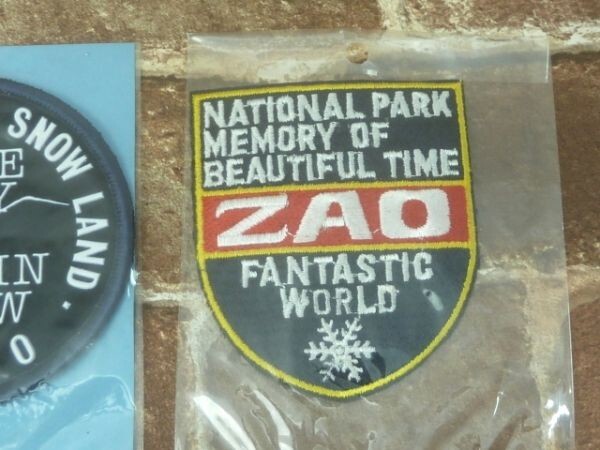 SNOW LAND.
IN
W
O
NATIONAL PARK
MEMORY OF
BEAUTIFUL TIME
ZAO
FANTASTIC
WORLD